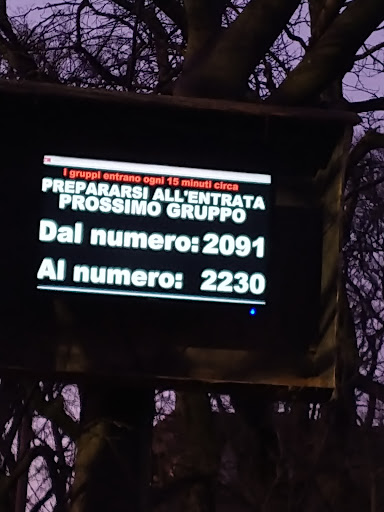 I gruppi entrano ogni 15 minuti circa
PREPARARSI ALL'ENTRATA
PROSSIMO GRUPPO
Dal numero: 2091
Al numero: 2230